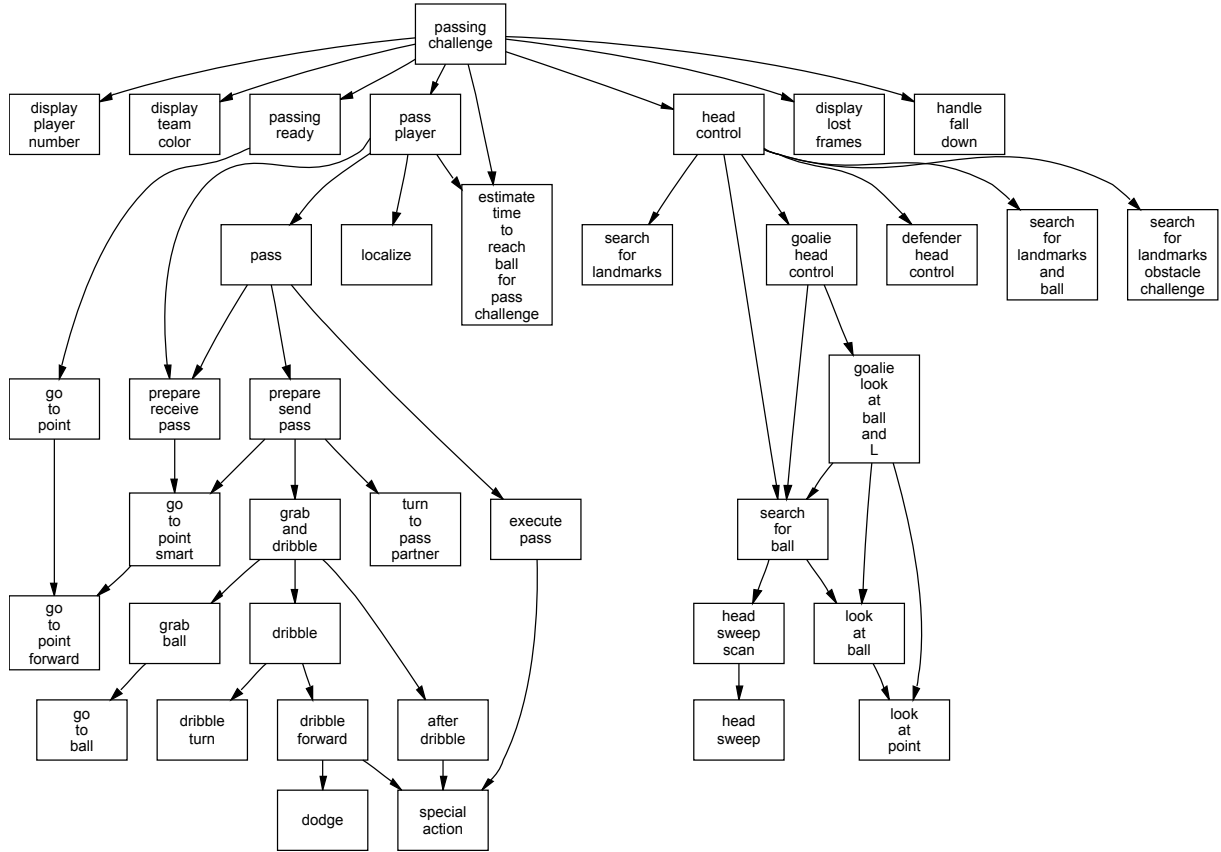 passing
challenge
display
player
number
display
team
color
passing
ready
pass
player
head
control
display
lost
frames
handle
fall
down
pass
localize
estimate
time
to
reach
ball
for
pass
challenge
search
for
landmarks
goalie
head
control
defender
head
control
search
for
landmarks
and
ball
search
for
landmarks
obstacle
challenge
go
to
point
prepare
receive
pass
prepare
send
pass
goalie
look
at
ball
and
L
go
to
point
smart
grab
and
dribble
turn
to
pass
partner
execute
pass
search
for
ball
go
to
point
forward
grab
ball
dribble
head
sweep
scan
look
at
ball
go
to
ball
dribble
turn
dribble
forward
after
dribble
head
sweep
look
at
point
dodge
special
action